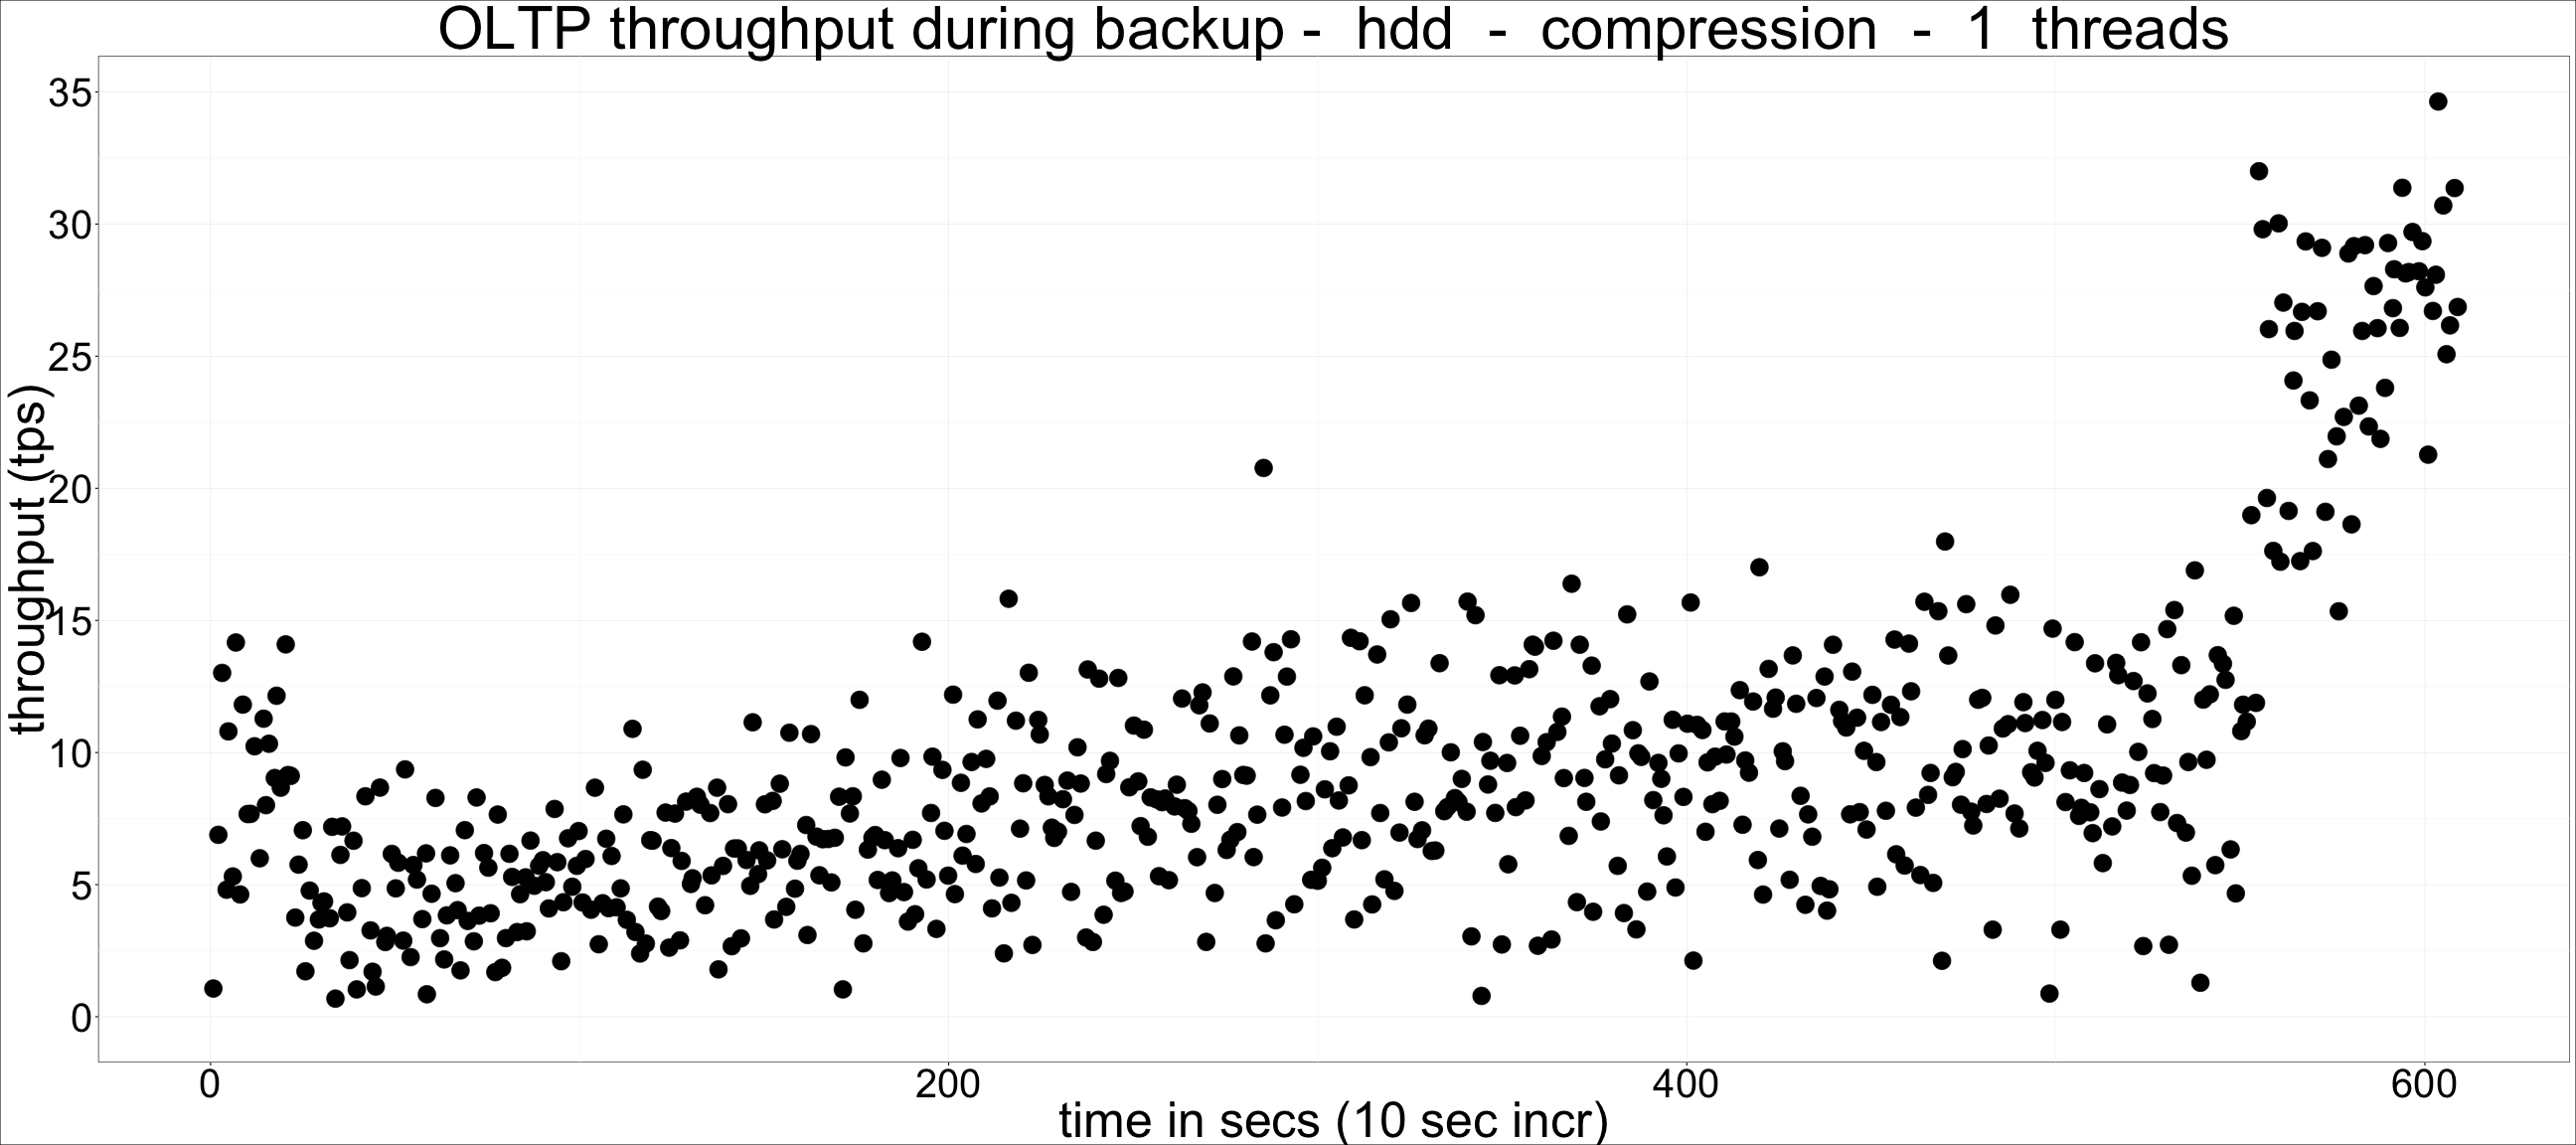 OLTP throughput during backup - hdd - compression - 1 threads
35
30
25
20
15
10
5
0
throughput (tps)
0 200 400 600
time in secs (10 sec incr)